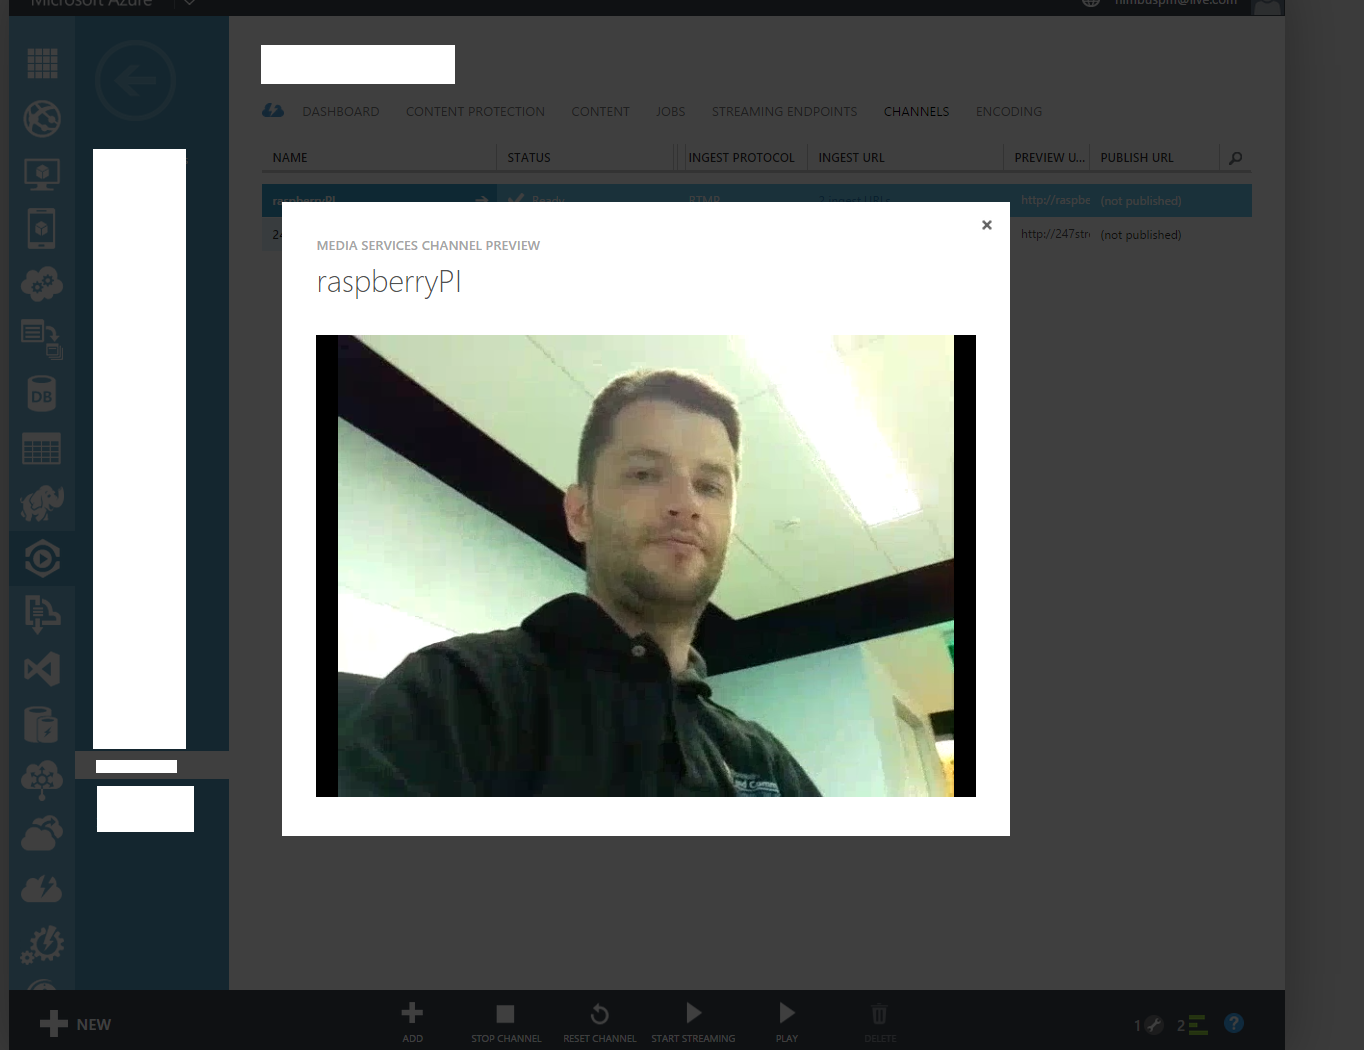 Microsoft Azure
nimbuspm@live.com
DASHBOARD CONTENT PROTECTION CONTENT JOBS STREAMING ENDPOINTS CHANNELS ENCODING
NAME STATUS INGEST PROTOCOL INGEST URL PREVIEW U... PUBLISH URL
raspberryPI Ready RTMP http://raspbe (not published)
24 http://247str (not published)
MEDIA SERVICES CHANNEL PREVIEW
raspberryPI
DB
NEW
ADD STOP CHANNEL RESET CHANNEL START STREAMING PLAY DELETE
1 2 ?